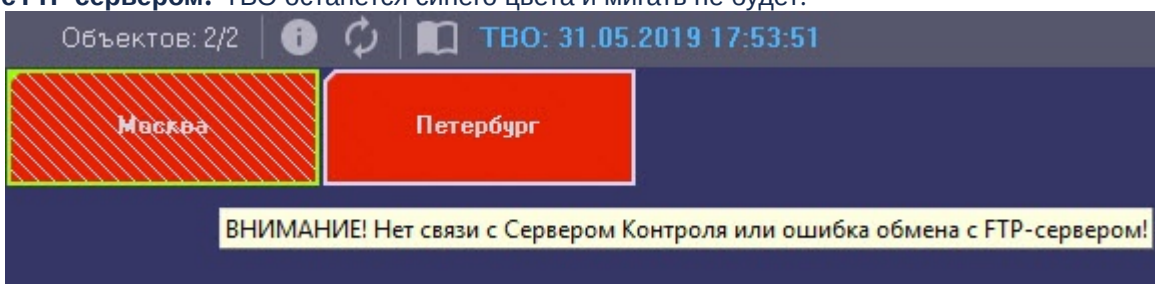 с FTP-сервером! ТВО останется синего цвета и мигать не будет.
Объектов: 2/2 ТВО: 31.05.2019 17:53:51
Москва Петербург
ВНИМАНИЕ! Нет связи с Сервером Контроля или ошибка обмена с FTP-сервером!